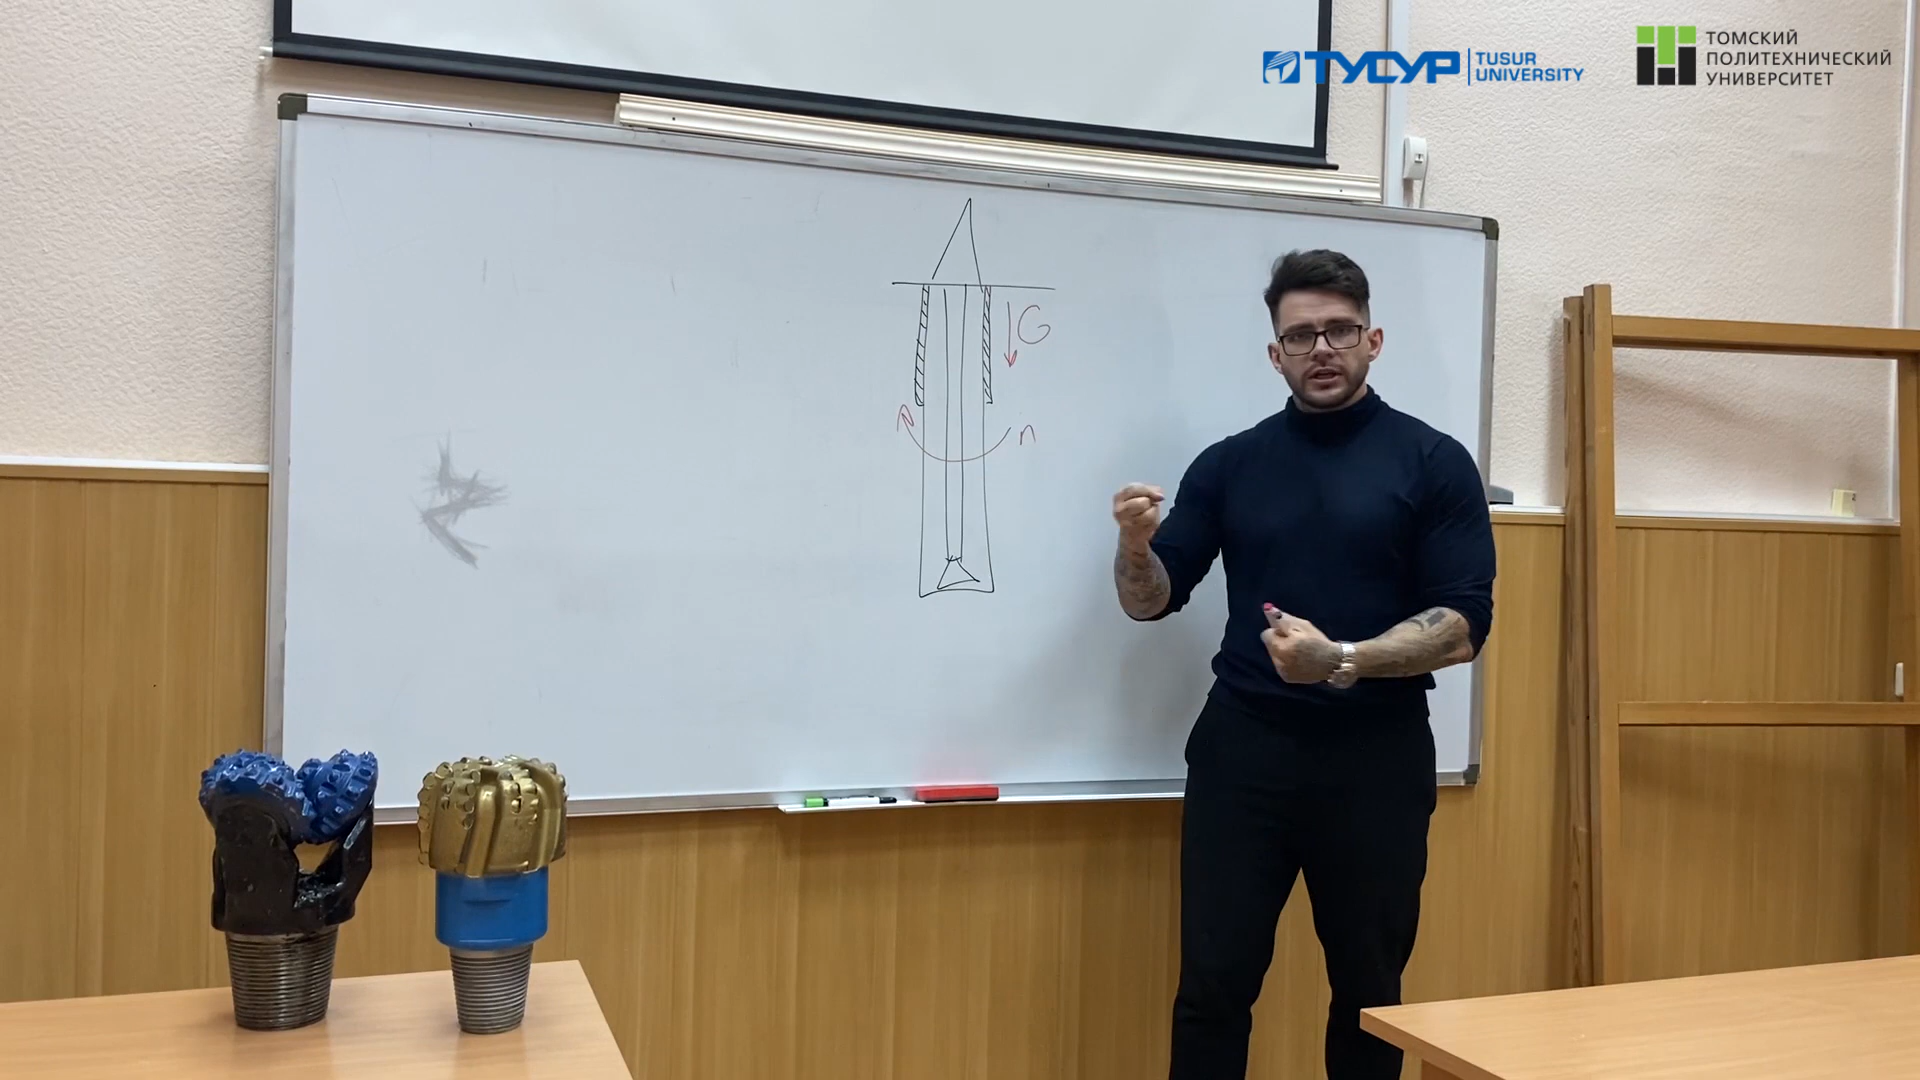 ТУСУР
TUSUR
UNIVERSITY
ТОМСКИЙ
ПОЛИТЕХНИЧЕСКИЙ
УНИВЕРСИТЕТ
G
n